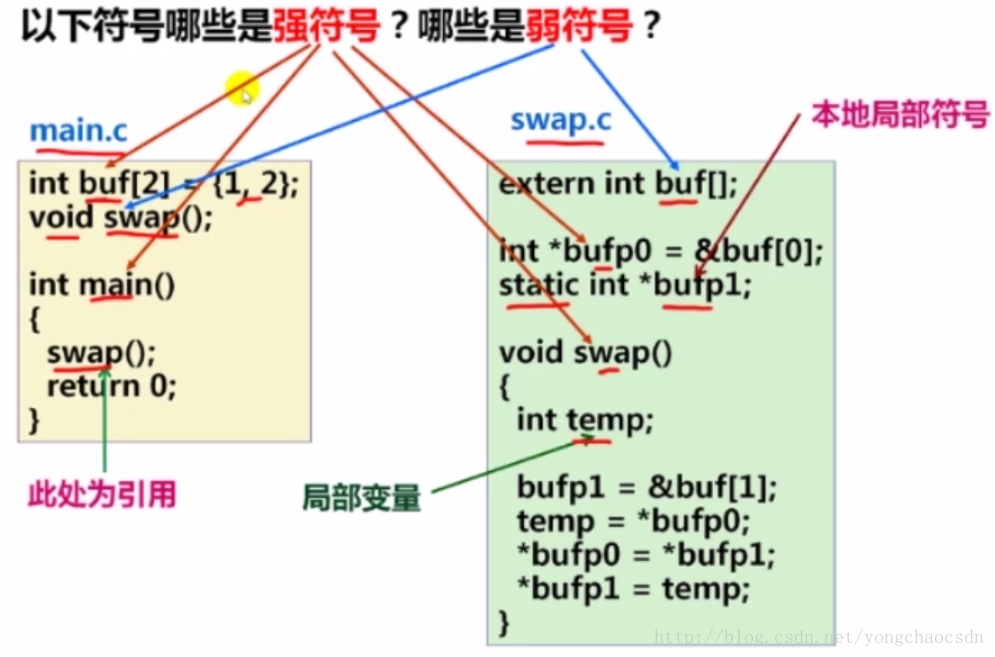 以下符号哪些是强符号？哪些是弱符号？
main.c
int buf[2] = {1, 2};
void swap();
int main()
{
swap();
return 0;
}
此处为引用
swap.c
本地局部符号
extern int buf[];
int *bufp0 = &buf[0];
static int *bufp1;
void swap()
{
int temp;
局部变量
bufp1 = &buf[1];
temp = *bufp0;
*bufp0 = *bufp1;
*bufp1 = temp;
}
http://blog.csdn.net/yongchaocsdn